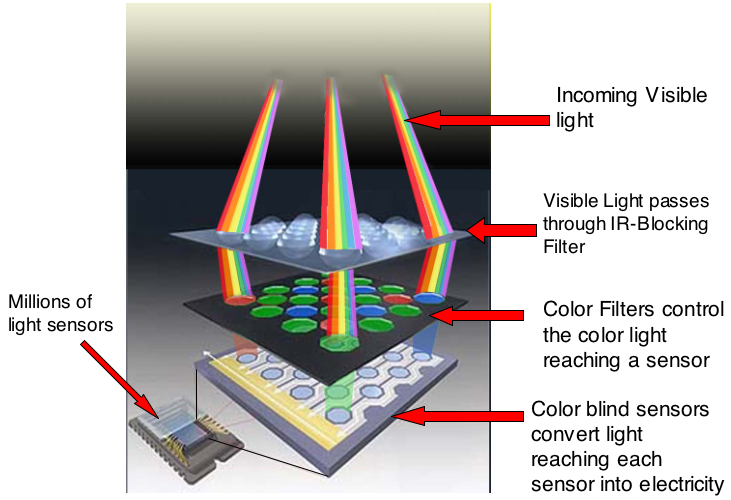 Incoming Visible
light
Visible Light passes
through IR-Blocking
Filter
Millions of
light sensors
Color Filters control
the color light
reaching a sensor
Color blind sensors
convert light
reaching each
sensor into electricity